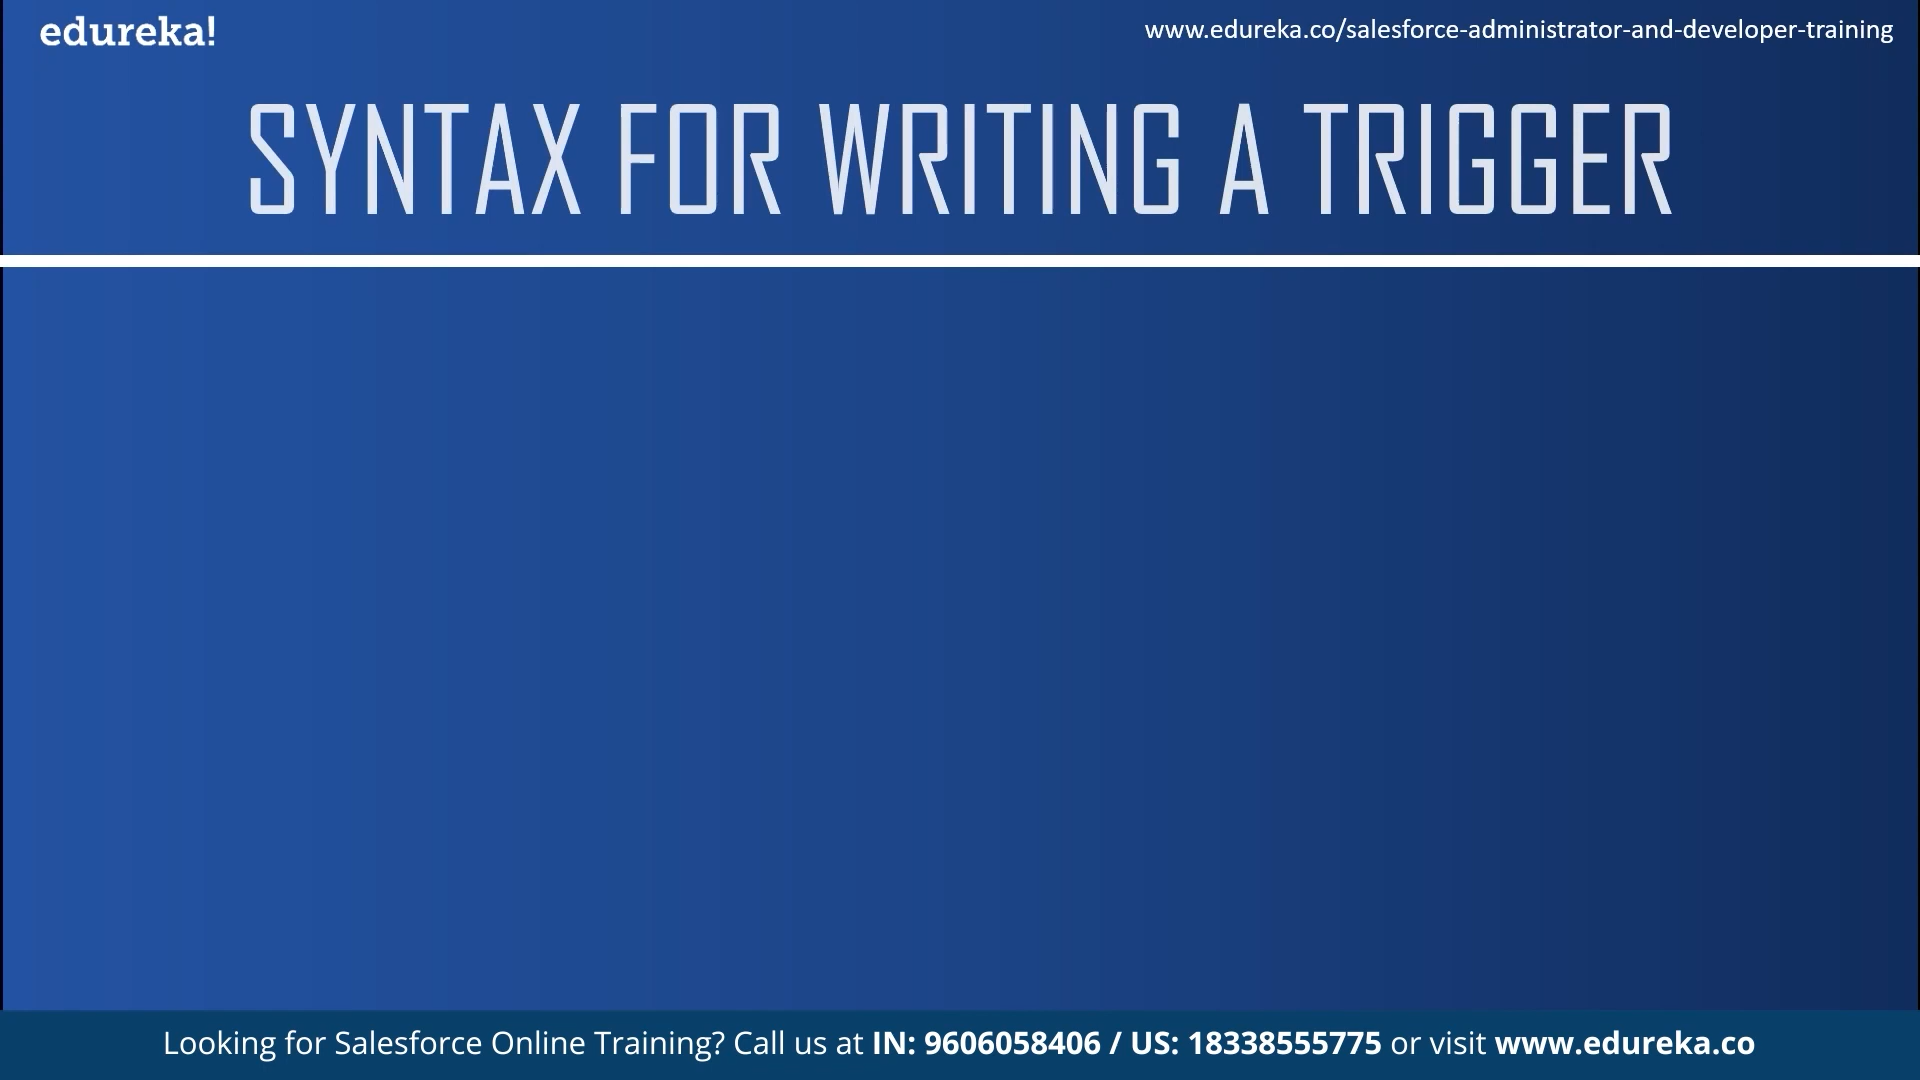 edureka!
www.edureka.co/salesforce-administrator-and-developer-training
SYNTAX FOR WRITING A TRIGGER
Looking for Salesforce Online Training? Call us at IN: 9606058406 / US: 18338555775 or visit www.edureka.co